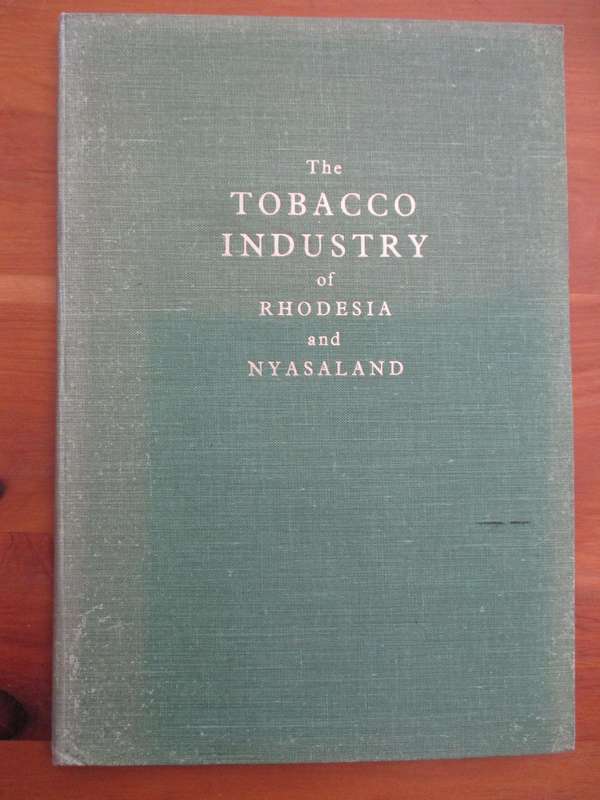 The
TOBACCO
INDUSTRY
of
RHODESIA
and
NYASALAND